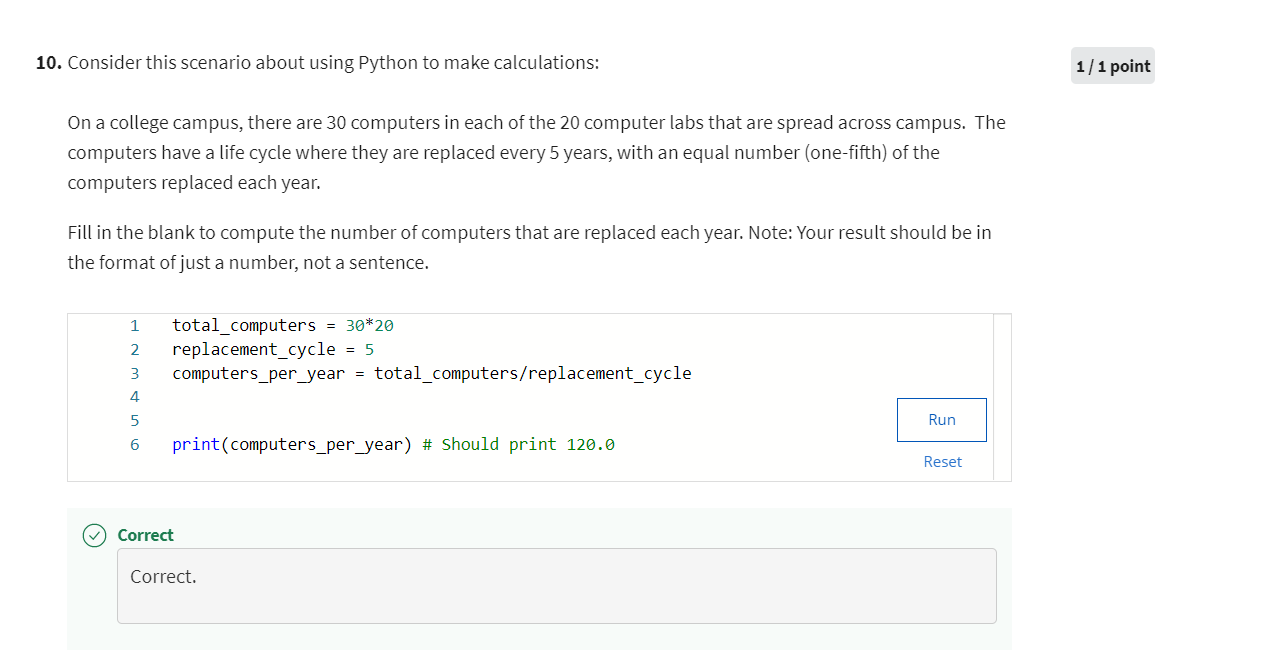 10. Consider this scenario about using Python to make calculations:
1 / 1 point
On a college campus, there are 30 computers in each of the 20 computer labs that are spread across campus.  The
computers have a life cycle where they are replaced every 5 years, with an equal number (one-fifth) of the
computers replaced each year.
Fill in the blank to compute the number of computers that are replaced each year. Note: Your result should be in
the format of just a number, not a sentence.
1 total_computers = 30*20
2 replacement_cycle = 5
3 computers_per_year = total_computers/replacement_cycle
4
5
6 print(computers_per_year) # Should print 120.0
Run
Reset
Correct
Correct.